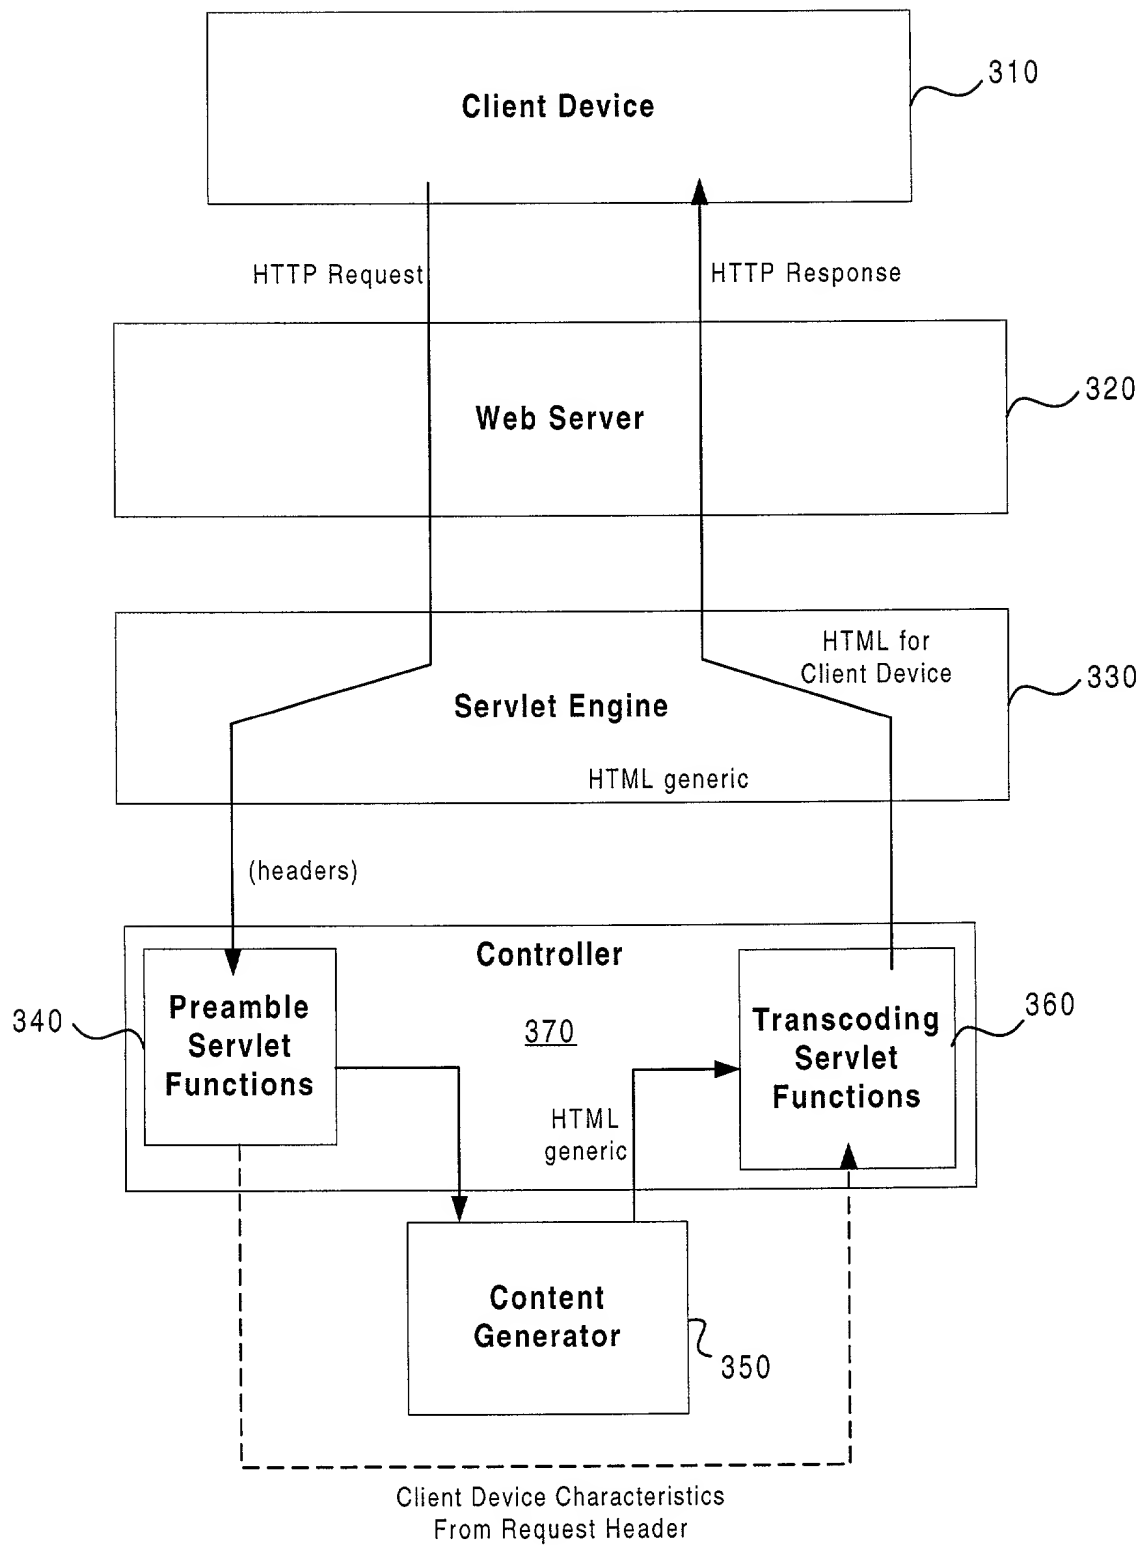 310
Client Device
HTTP Request
HTTP Response
320
Web Server
HTML for
Client Device
330
Servlet Engine
HTML generic
(headers)
Controller
340
Preamble
Servlet
Functions
370
360
Transcoding
Servlet
Functions
HTML
generic
Content
Generator
350
Client Device Characteristics
From Request Header